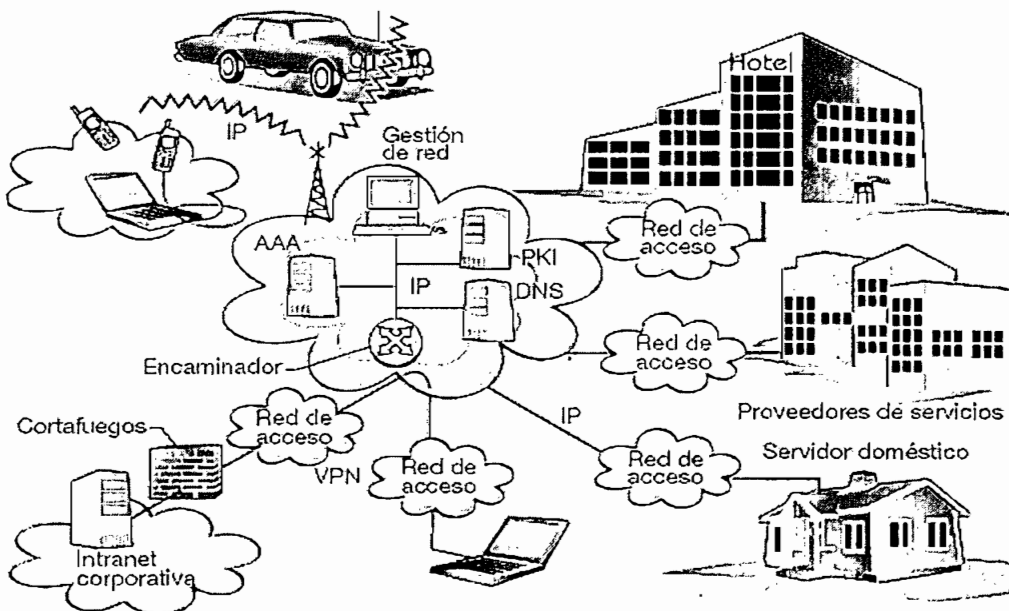 Hotel
IP
Gestión
de red
Red de
acceso
AAA
PKI
IP
DNS
Encaminador
Red de
acceso
Proveedores de servicios
Cortafuegos
Red de
acceso
VPN
Red de
acceso
IP
Red de
acceso
Servidor doméstico
Intranet
corporativa